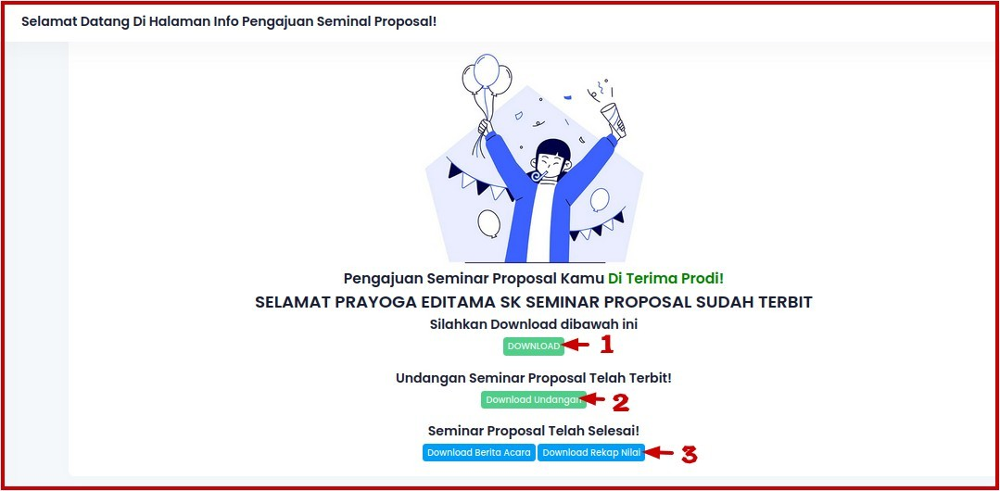 Selamat Datang Di Halaman Info Pengajuan Seminal Proposal!
Pengajuan Seminar Proposal Kamu Di Terima Prodi!
SELAMAT PRAYOGA EDITAMA SK SEMINAR PROPOSAL SUDAH TERBIT
Silahkan Download dibawah ini
DOWNLOAD 1
Undangan Seminar Proposal Telah Terbit!
Download Undangan 2
Seminar Proposal Telah Selesai!
Download Berita Acara Download Rekap Nilai 3